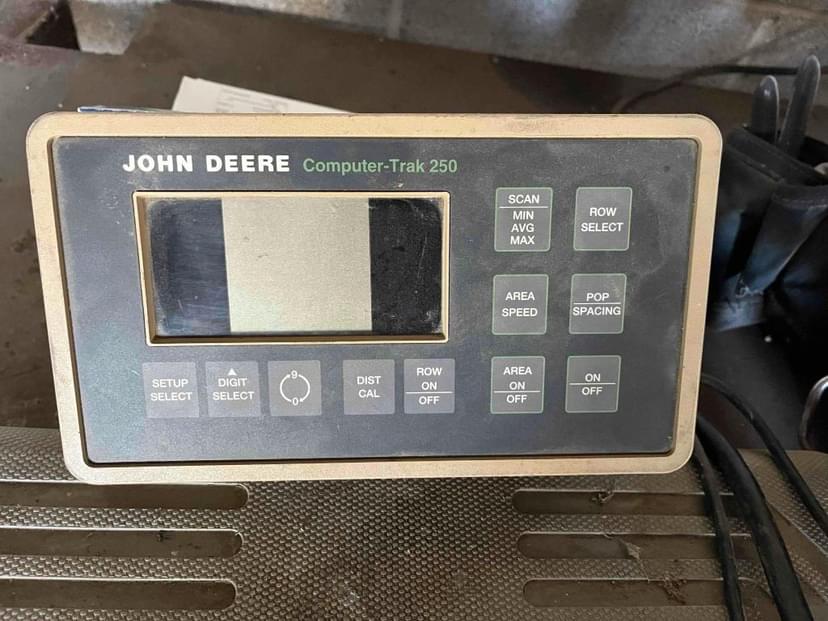 JOHN DEERE Computer-Trak 250
SCAN
MIN
AVG
MAX
ROW
SELECT
AREA
SPEED
POP
SPACING
SETUP
SELECT
DIGIT
SELECT
9
0
DIST
CAL
ROW
ON
OFF
AREA
ON
OFF
ON
OFF